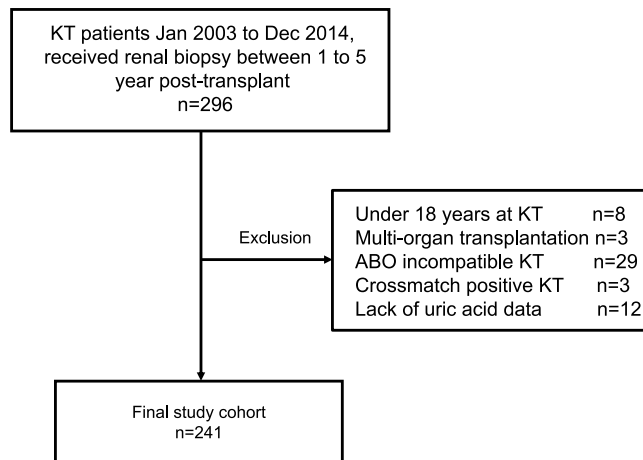 KT patients Jan 2003 to Dec 2014,
received renal biopsy between 1 to 5
year post-transplant
n=296
Exclusion
Under 18 years at KT n=8
Multi-organ transplantation n=3
ABO incompatible KT n=29
Crossmatch positive KT n=3
Lack of uric acid data n=12
Final study cohort
n=241